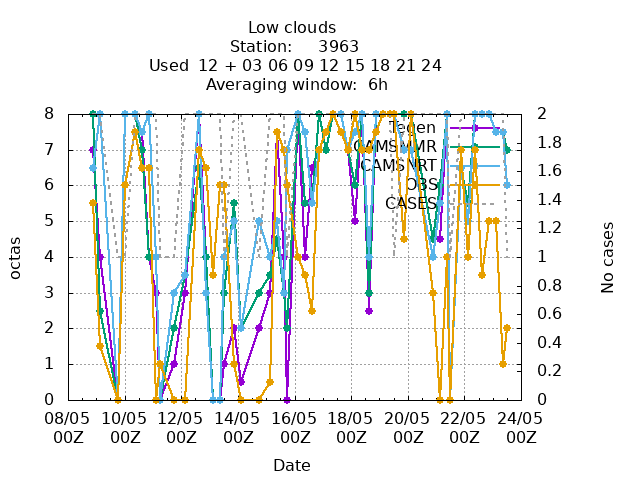 Low clouds
Station: 3963
Used 12 + 03 06 09 12 15 18 21 24
Averaging window: 6h
8
7
6
5
4
3
2
1
0
octas
2
1.8
1.6
1.4
1.2
1
0.8
0.6
0.4
0.2
0
No cases
Tegen
CAMSMMR
CAMSNRT
OBS
CASES
08/05 10/05 12/05 14/05 16/05 18/05 20/05 22/05 24/05
00Z 00Z 00Z 00Z 00Z 00Z 00Z 00Z 00Z
Date